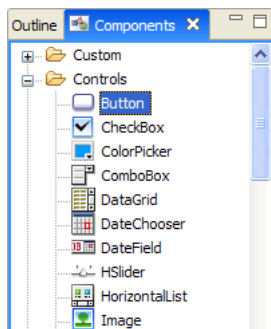 Outline Components
Custom
Controls
Button
CheckBox
ColorPicker
ComboBox
DataGrid
DateChooser
DateField
HSlider
HorizontalList
Image